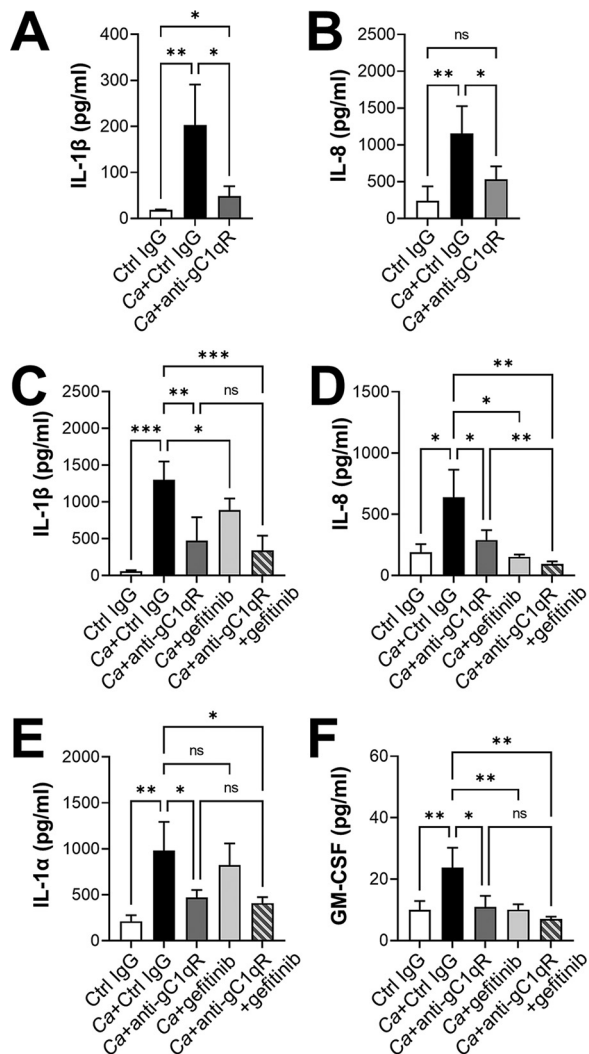 A
IL-1β (pg/ml)
400
300
200
100
0
*
** *
Ctrl IgG
Ca+Ctrl IgG
Ca+anti-gC1qR
B
IL-8 (pg/ml)
2500
2000
1500
1000
500
0
ns
** *
Ctrl IgG
Ca+Ctrl IgG
Ca+anti-gC1qR
C
IL-1β (pg/ml)
2500
2000
1500
1000
500
0
***
** ns
*** *
Ctrl IgG
Ca+Ctrl IgG
Ca+anti-gC1qR
Ca+gefitinib
Ca+anti-gC1qR
+gefitinib
D
IL-8 (pg/ml)
1500
1000
500
0
**
*
* * **
Ctrl IgG
Ca+Ctrl IgG
Ca+anti-gC1qR
Ca+gefitinib
Ca+anti-gC1qR
+gefitinib
E
IL-1α (pg/ml)
2000
1500
1000
500
0
*
ns
** * ns
Ctrl IgG
Ca+Ctrl IgG
Ca+anti-gC1qR
Ca+gefitinib
Ca+anti-gC1qR
+gefitinib
F
GM-CSF (pg/ml)
60
40
20
0
**
**
** * ns
Ctrl IgG
Ca+Ctrl IgG
Ca+anti-gC1qR
Ca+gefitinib
Ca+anti-gC1qR
+gefitinib